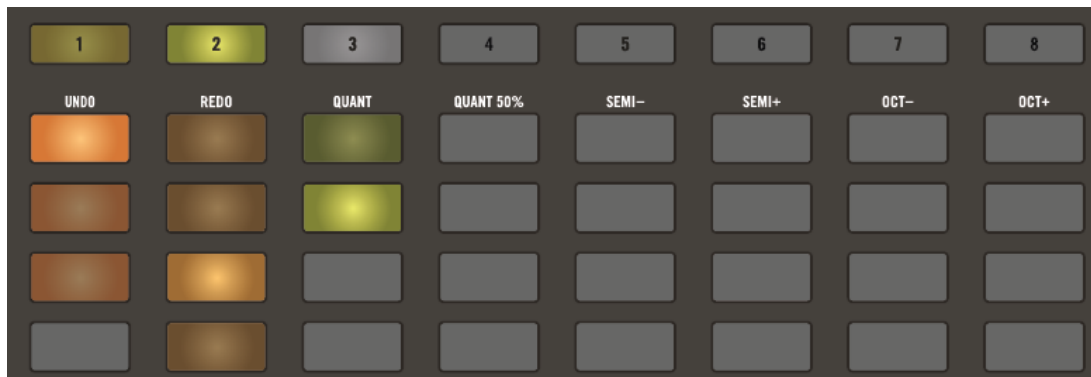 1 2 3 4 5 6 7 8
UNDO REDO QUANT QUANT 50% SEMI− SEMI+ OCT− OCT+